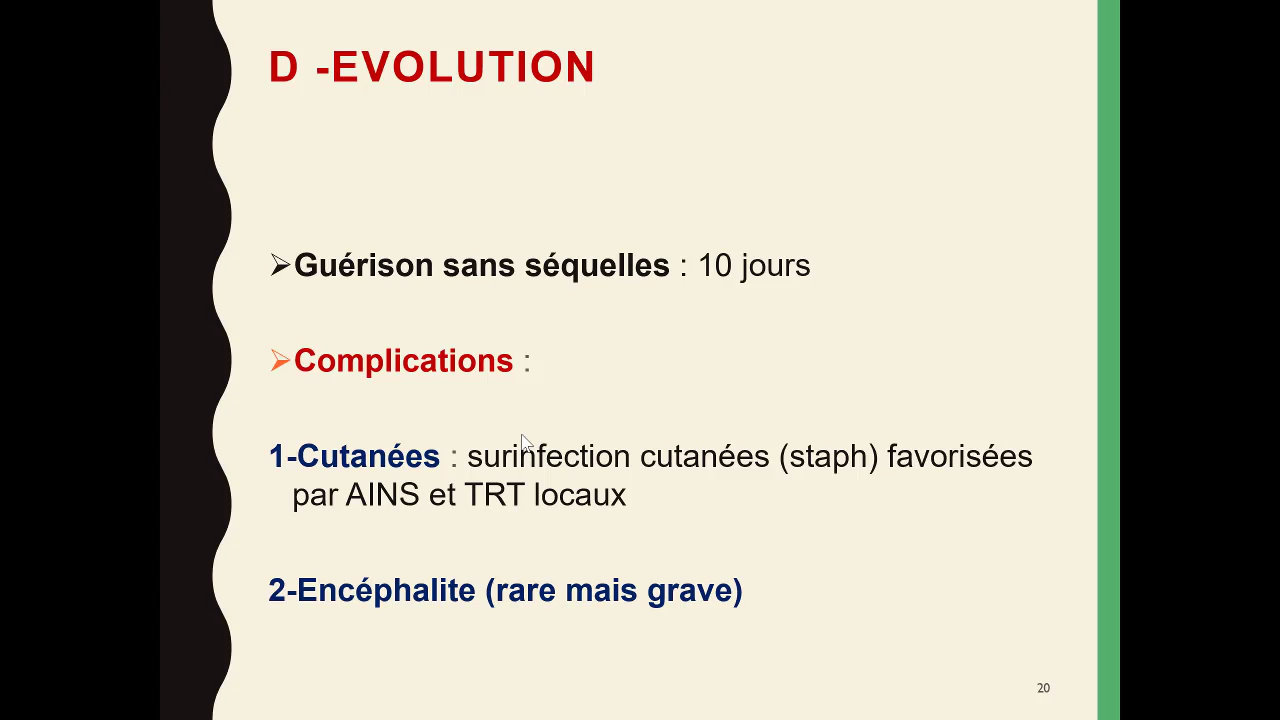 D -EVOLUTION
➢Guérison sans séquelles : 10 jours
➢Complications :
1-Cutanées : surinfection cutanées (staph) favorisées
par AINS et TRT locaux
2-Encéphalite (rare mais grave)
20